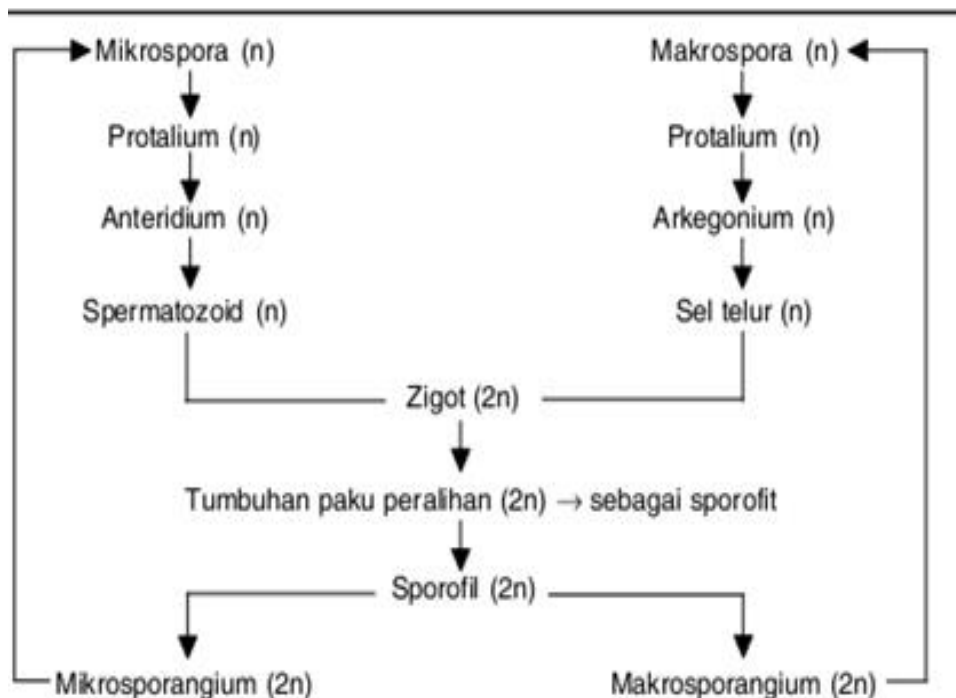 Mikrospora (n) Makrospora (n)
Protalium (n) Protalium (n)
Anteridium (n) Arkegonium (n)
Spermatozoid (n) Sel telur (n)
Zigot (2n)
Tumbuhan paku peralihan (2n) → sebagai sporofit
Sporofil (2n)
Mikrosporangium (2n) Makrosporangium (2n)